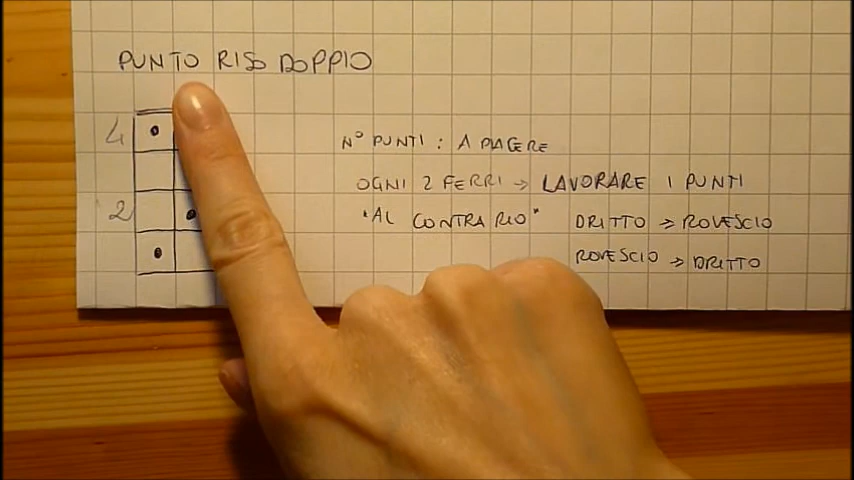 PUNTO RISO DOPPIO
4
N° PUNTI : A PIACERE
OGNI 2 FERRI → LAVORARE I PUNTI
2
"AL CONTRARIO" DRITTO => ROVESCIO
ROVESCIO => DRITTO